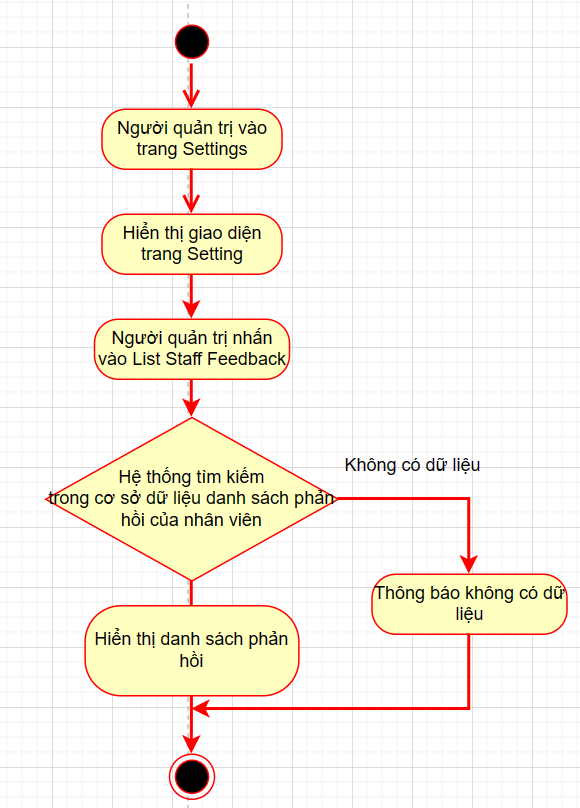 Người quản trị vào
trang Settings
Hiển thị giao diện
trang Setting
Người quản trị nhấn
vào List Staff Feedback
Không có dữ liệu
Hệ thống tìm kiếm
trong cơ sở dữ liệu danh sách phản
hồi của nhân viên
Thông báo không có dữ
liệu
Hiển thị danh sách phản
hồi